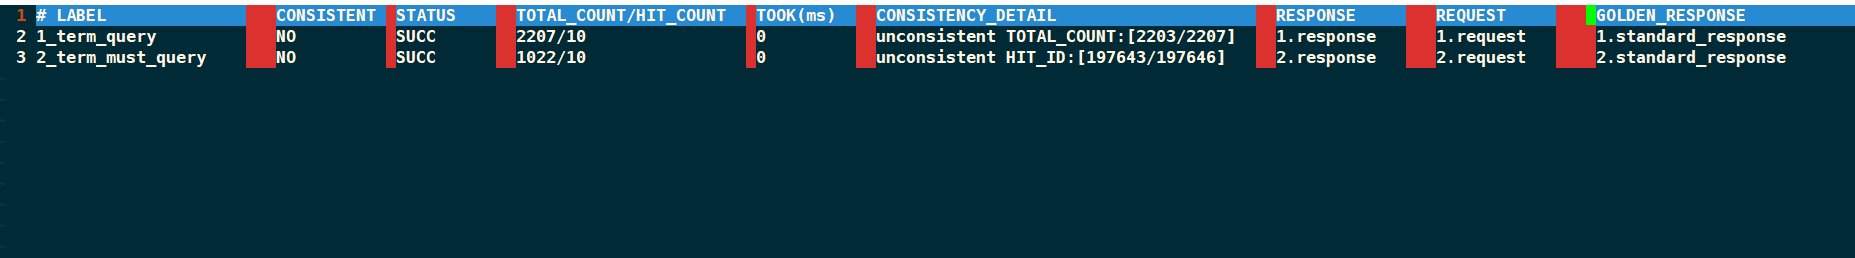 1 # LABEL CONSISTENT STATUS TOTAL_COUNT/HIT_COUNT TOOK(ms) CONSISTENCY_DETAIL RESPONSE REQUEST GOLDEN_RESPONSE
2 1_term_query NO SUCC 2207/10 0 unconsistent TOTAL_COUNT:[2203/2207] 1.response 1.request 1.standard_response
3 2_term_must_query NO SUCC 1022/10 0 unconsistent HIT_ID:[197643/197646] 2.response 2.request 2.standard_response